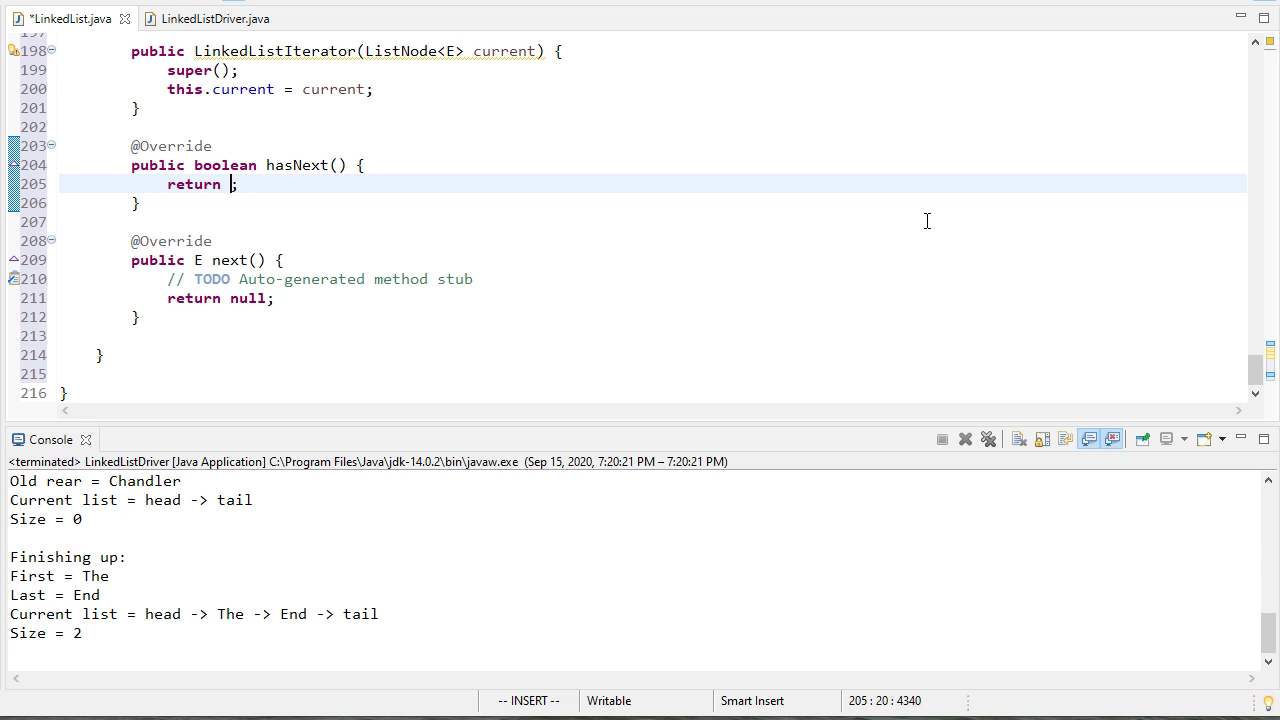 *LinkedList.java LinkedListDriver.java
198 public LinkedListIterator(ListNode<E> current) {
199 super();
200 this.current = current;
201 }
202
203 @Override
204 public boolean hasNext() {
205 return ;
206 }
207
208 @Override
209 public E next() {
210 // TODO Auto-generated method stub
211 return null;
212 }
213
214 }
215
216 }
Console
<terminated> LinkedListDriver [Java Application] C:\Program Files\Java\jdk-14.0.2\bin\javaw.exe (Sep 15, 2020, 7:20:21 PM – 7:20:21 PM)
Old rear = Chandler
Current list = head -> tail
Size = 0
Finishing up:
First = The
Last = End
Current list = head -> The -> End -> tail
Size = 2
-- INSERT -- Writable Smart Insert 205 : 20 : 4340